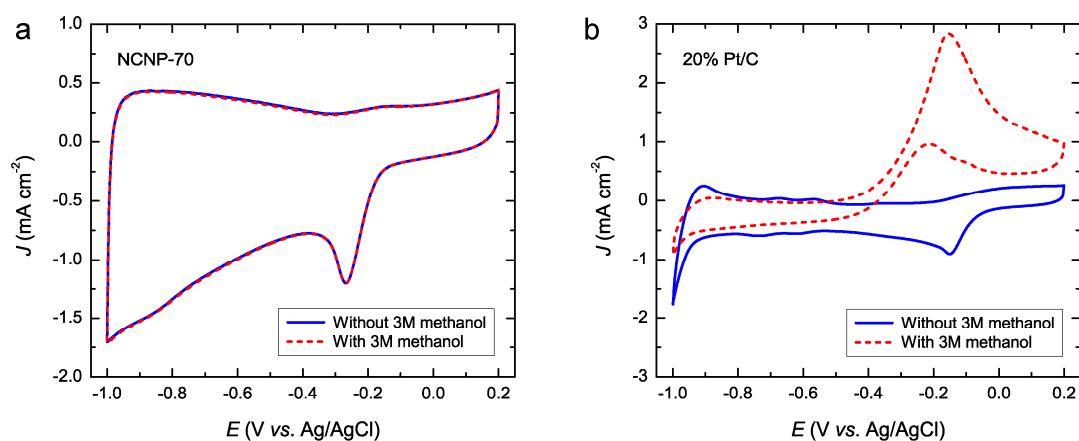 a
NCNP-70
1.0
0.5
0.0
-0.5
-1.0
-1.5
-2.0
J (mA cm-2)
Without 3M methanol
With 3M methanol
-1.0 -0.8 -0.6 -0.4 -0.2 0.0 0.2
E (V vs. Ag/AgCl)
b
20% Pt/C
3
2
1
0
-1
-2
-3
J (mA cm-2)
Without 3M methanol
With 3M methanol
-1.0 -0.8 -0.6 -0.4 -0.2 0.0 0.2
E (V vs. Ag/AgCl)